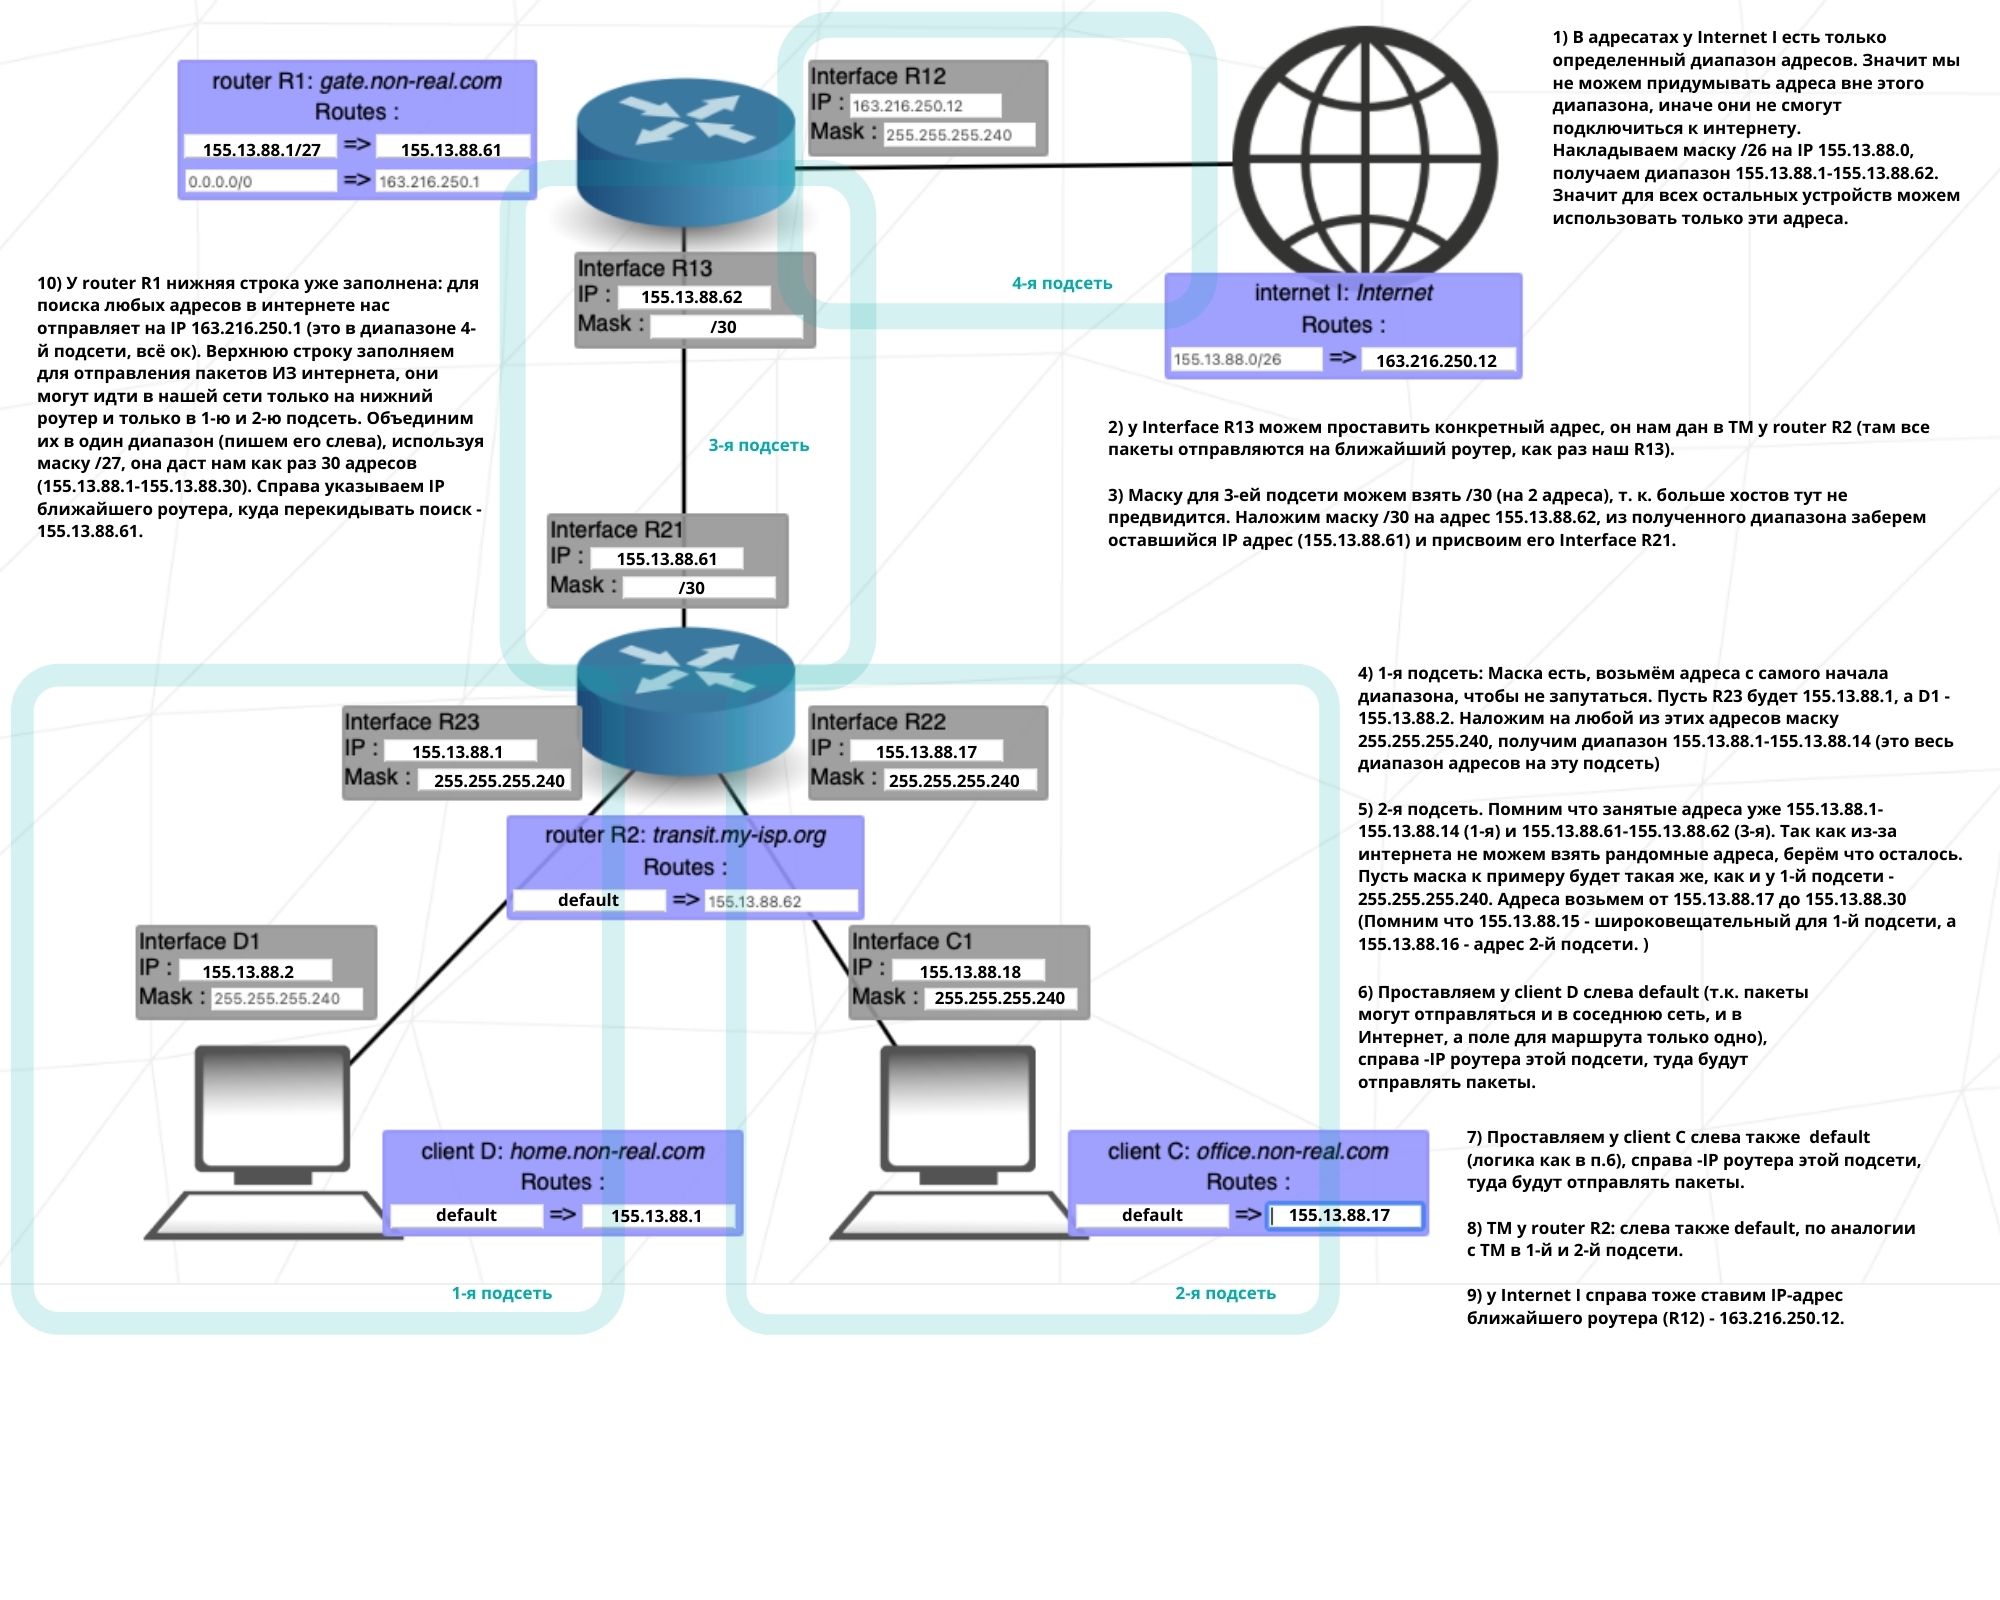 router R1: gate.non-real.com
Routes :
155.13.88.1/27 => 155.13.88.61
0.0.0.0/0 => 163.216.250.1
Interface R12
IP : 163.216.250.12
Mask : 255.255.255.240
1) В адресатах у Internet I есть только
определенный диапазон адресов. Значит мы
не можем придумывать адреса вне этого
диапазона, иначе они не смогут
подключиться к интернету.
Накладываем маску /26 на IP 155.13.88.0,
получаем диапазон 155.13.88.1-155.13.88.62.
Значит для всех остальных устройств можем
использовать только эти адреса.
10) У router R1 нижняя строка уже заполнена: для
поиска любых адресов в интернете нас
отправляет на IP 163.216.250.1 (это в диапазоне 4-
й подсети, всё ок). Верхнюю строку заполняем
для отправления пакетов ИЗ интернета, они
могут идти в нашей сети только на нижний
роутер и только в 1-ю и 2-ю подсеть. Объединим
их в один диапазон (пишем его слева), используя
маску /27, она даст нам как раз 30 адресов
(155.13.88.1-155.13.88.30). Справа указываем IP
ближайшего роутера, куда перекидывать поиск -
155.13.88.61.
Interface R13
IP : 155.13.88.62
Mask : /30
4-я подсеть
internet I: Internet
Routes :
155.13.88.0/26 => 163.216.250.12
3-я подсеть
2) у Interface R13 можем проставить конкретный адрес, он нам дан в ТМ у router R2 (там все
пакеты отправляются на ближайший роутер, как раз наш R13).
3) Маску для 3-ей подсети можем взять /30 (на 2 адреса), т. к. больше хостов тут не
предвидится. Наложим маску /30 на адрес 155.13.88.62, из полученного диапазона заберем
оставшийся IP адрес (155.13.88.61) и присвоим его Interface R21.
Interface R21
IP : 155.13.88.61
Mask : /30
Interface R23
IP : 155.13.88.1
Mask : 255.255.255.240
Interface R22
IP : 155.13.88.17
Mask : 255.255.255.240
router R2: transit.my-isp.org
Routes :
default => 155.13.88.62
4) 1-я подсеть: Маска есть, возьмём адреса с самого начала
диапазона, чтобы не запутаться. Пусть R23 будет 155.13.88.1, а D1 -
155.13.88.2. Наложим на любой из этих адресов маску
255.255.255.240, получим диапазон 155.13.88.1-155.13.88.14 (это весь
диапазон адресов на эту подсеть)
5) 2-я подсеть. Помним что занятые адреса уже 155.13.88.1-
155.13.88.14 (1-я) и 155.13.88.61-155.13.88.62 (3-я). Так как из-за
интернета не можем взять рандомные адреса, берём что осталось.
Пусть маска к примеру будет такая же, как и у 1-й подсети -
255.255.255.240. Адреса возьмем от 155.13.88.17 до 155.13.88.30
(Помним что 155.13.88.15 - широковещательный для 1-й подсети, а
155.13.88.16 - адрес 2-й подсети. )
Interface D1
IP : 155.13.88.2
Mask : 255.255.255.240
Interface C1
IP : 155.13.88.18
Mask : 255.255.255.240
6) Проставляем у client D слева default (т.к. пакеты
могут отправляться и в соседнюю сеть, и в
Интернет, а поле для маршрута только одно),
справа -IP роутера этой подсети, туда будут
отправлять пакеты.
client D: home.non-real.com
Routes :
default => 155.13.88.1
client C: office.non-real.com
Routes :
default => 155.13.88.17
7) Проставляем у client C слева также default
(логика как в п.6), справа -IP роутера этой подсети,
туда будут отправлять пакеты.
8) ТМ у router R2: слева также default, по аналогии
с ТМ в 1-й и 2-й подсети.
1-я подсеть
2-я подсеть
9) у Internet I справа тоже ставим IP-адрес
ближайшего роутера (R12) - 163.216.250.12.